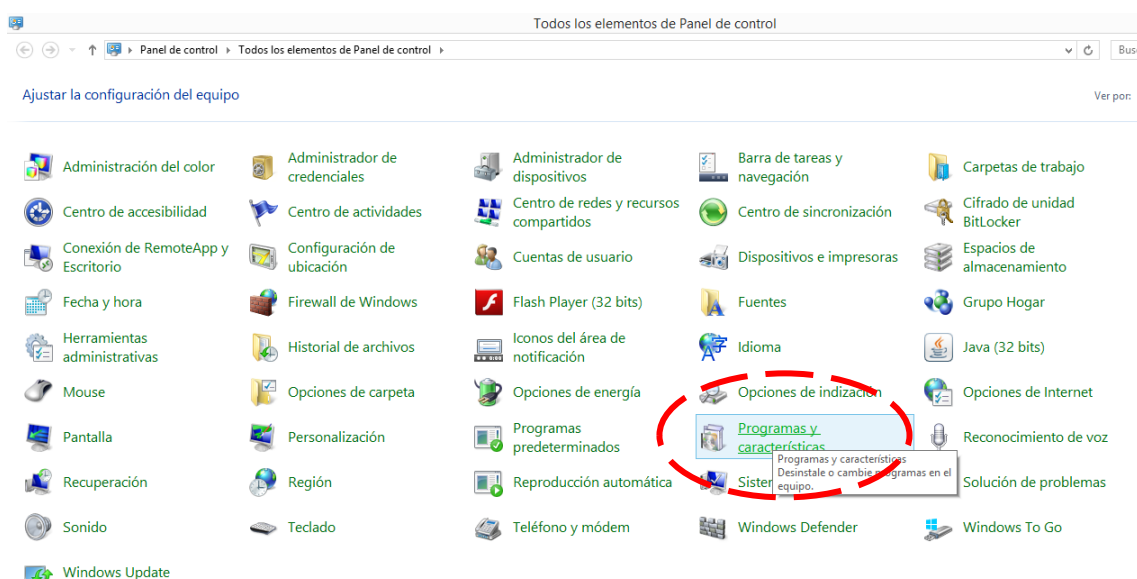 Todos los elementos de Panel de control
Panel de control Todos los elementos de Panel de control
Ajustar la configuración del equipo
Ver por:
Administración del color
Administrador de
credenciales
Administrador de
dispositivos
Barra de tareas y
navegación
Carpetas de trabajo
Centro de accesibilidad
Centro de actividades
Centro de redes y recursos
compartidos
Centro de sincronización
Cifrado de unidad
BitLocker
Conexión de RemoteApp y
Escritorio
Configuración de
ubicación
Cuentas de usuario
Dispositivos e impresoras
Espacios de
almacenamiento
Fecha y hora
Firewall de Windows
Flash Player (32 bits)
Fuentes
Grupo Hogar
Herramientas
administrativas
Historial de archivos
Iconos del área de
notificación
Idioma
Java (32 bits)
Mouse
Opciones de carpeta
Opciones de energía
Opciones de indización
Opciones de Internet
Pantalla
Personalización
Programas
predeterminados
Programas y
características
Reconocimiento de voz
Programas y características
Desinstale o cambie programas en el
equipo.
Recuperación
Región
Reproducción automática
Solución de problemas
Sonido
Teclado
Teléfono y módem
Windows Defender
Windows To Go
Windows Update